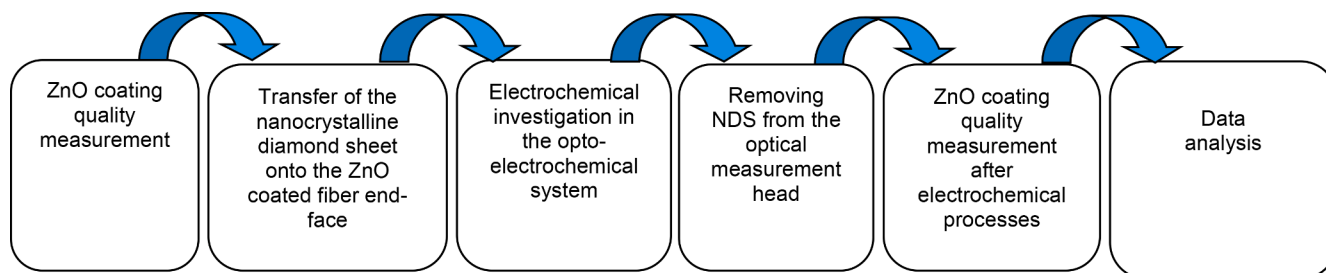 ZnO coating
quality
measurement
Transfer of the
nanocrystalline
diamond sheet
onto the ZnO
coated fiber end-
face
Electrochemical
investigation in
the opto-
electrochemical
system
Removing
NDS from the
optical
measurement
head
ZnO coating
quality
measurement
after
electrochemical
processes
Data
analysis